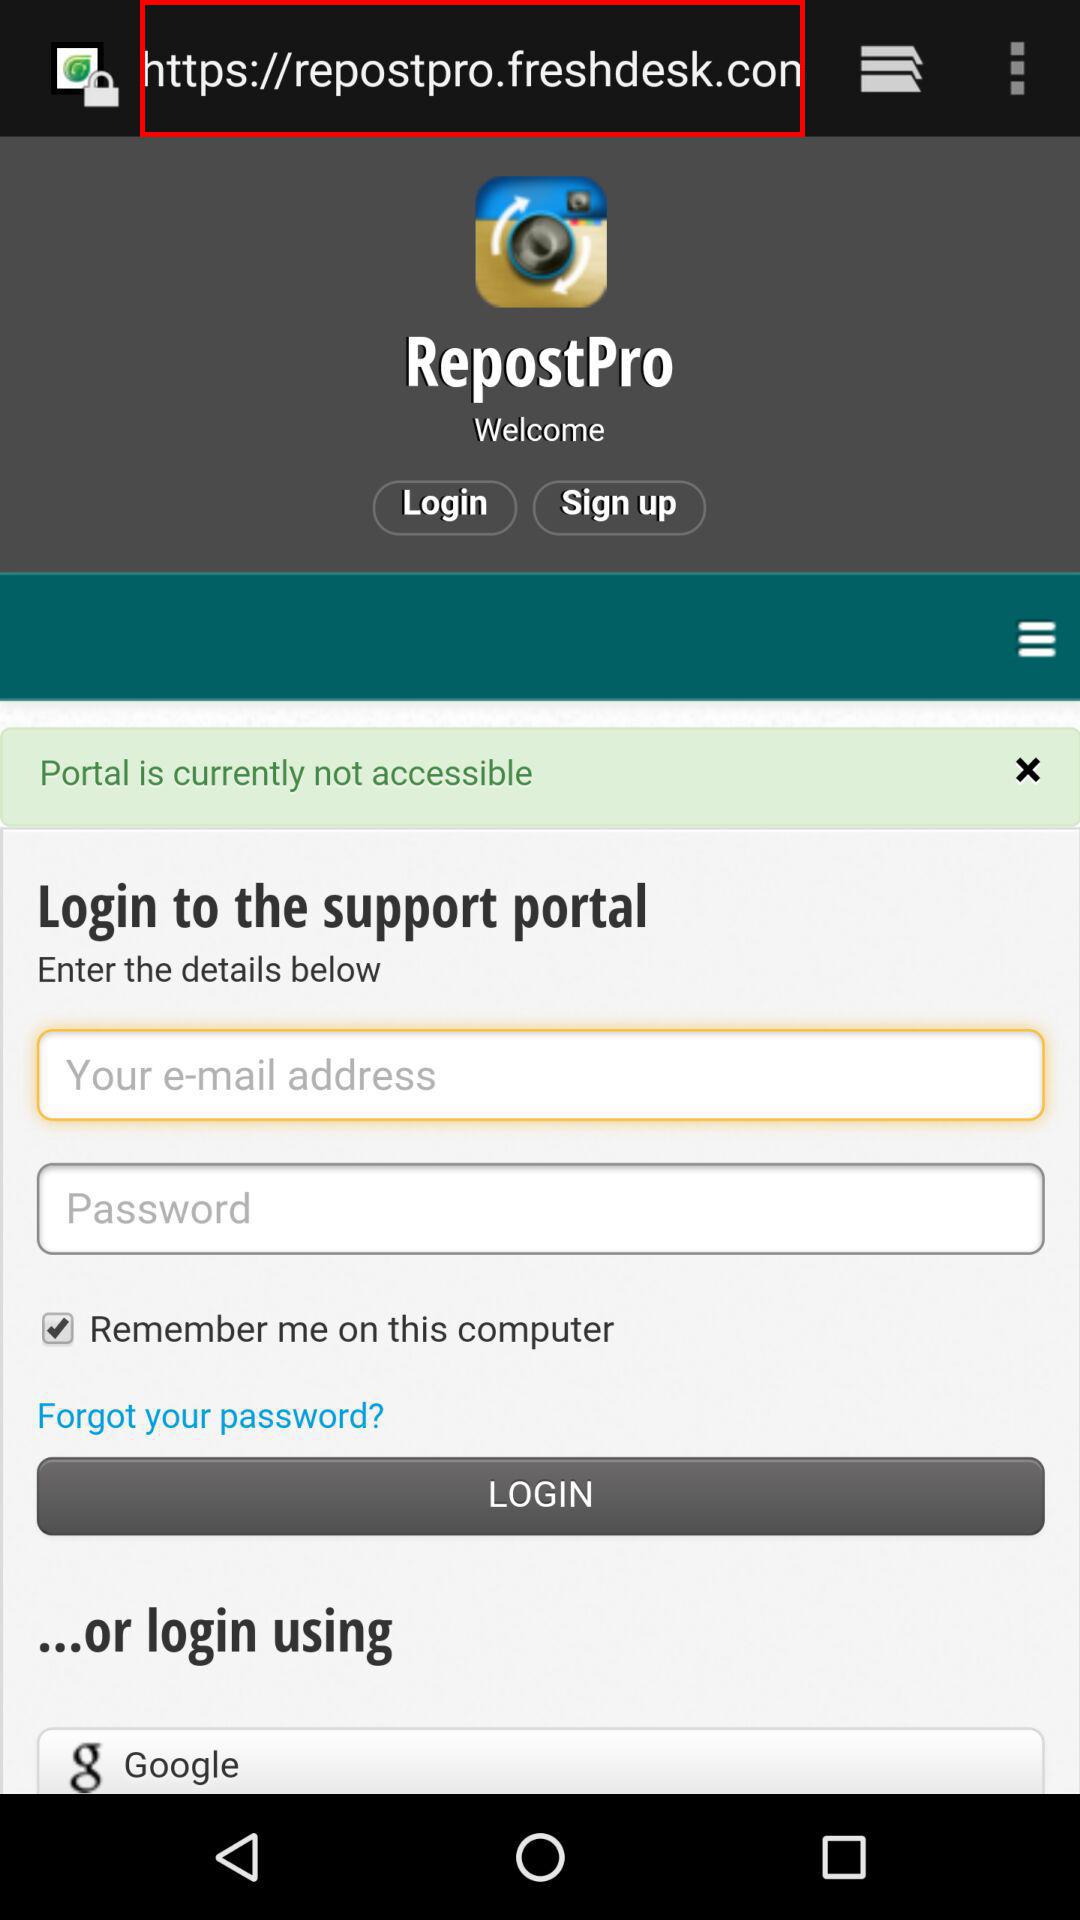 https://repostpro.freshdesk.com
RepostPro
Welcome
Login Sign up
Portal is currently not accessible
Login to the support portal
Enter the details below
Your e-mail address
Password
Remember me on this computer
Forgot your password?
LOGIN
...or login using
Google